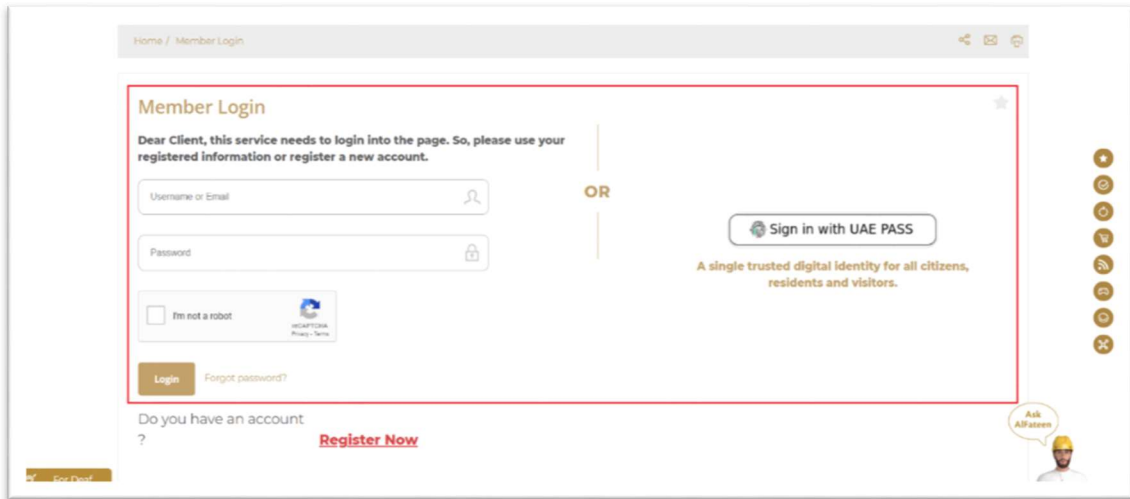 Home / Member Login
Member Login
Dear Client, this service needs to login into the page. So, please use your
registered information or register a new account.
Username or Email
Password
I'm not a robot
reCAPTCHA
Privacy - Terms
Login
Forgot password?
OR
Sign in with UAE PASS
A single trusted digital identity for all citizens,
residents and visitors.
Do you have an account
?
Register Now
Ask
AlFateen
For Deaf